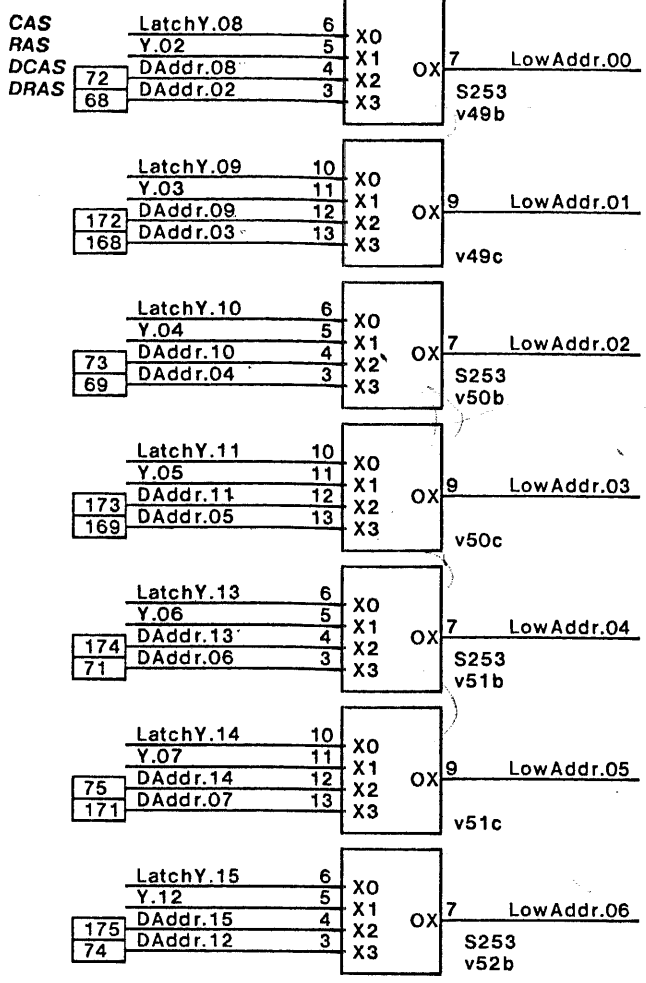 CAS LatchY.08 6 X0
RAS Y.02 5 X1
DCAS 72 DAddr.08 4 X2 OX 7 LowAddr.00
DRAS 68 DAddr.02 3 X3 S253
v49b
LatchY.09 10 X0
Y.03 11 X1
172 DAddr.09 12 X2 OX 9 LowAddr.01
168 DAddr.03 13 X3
v49c
LatchY.10 6 X0
Y.04 5 X1
73 DAddr.10 4 X2 OX 7 LowAddr.02
69 DAddr.04 3 X3 S253
v50b
LatchY.11 10 X0
Y.05 11 X1
173 DAddr.11 12 X2 OX 9 LowAddr.03
169 DAddr.05 13 X3
v50c
LatchY.13 6 X0
Y.06 5 X1
174 DAddr.13 4 X2 OX 7 LowAddr.04
71 DAddr.06 3 X3 S253
v51b
LatchY.14 10 X0
Y.07 11 X1
75 DAddr.14 12 X2 OX 9 LowAddr.05
171 DAddr.07 13 X3
v51c
LatchY.15 6 X0
Y.12 5 X1
175 DAddr.15 4 X2 OX 7 LowAddr.06
74 DAddr.12 3 X3 S253
v52b